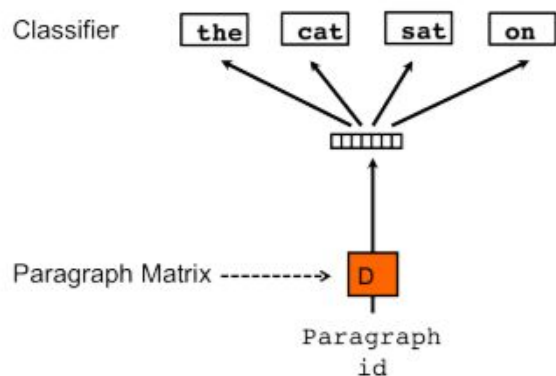 Classifier the cat sat on
Paragraph Matrix D
Paragraph
id